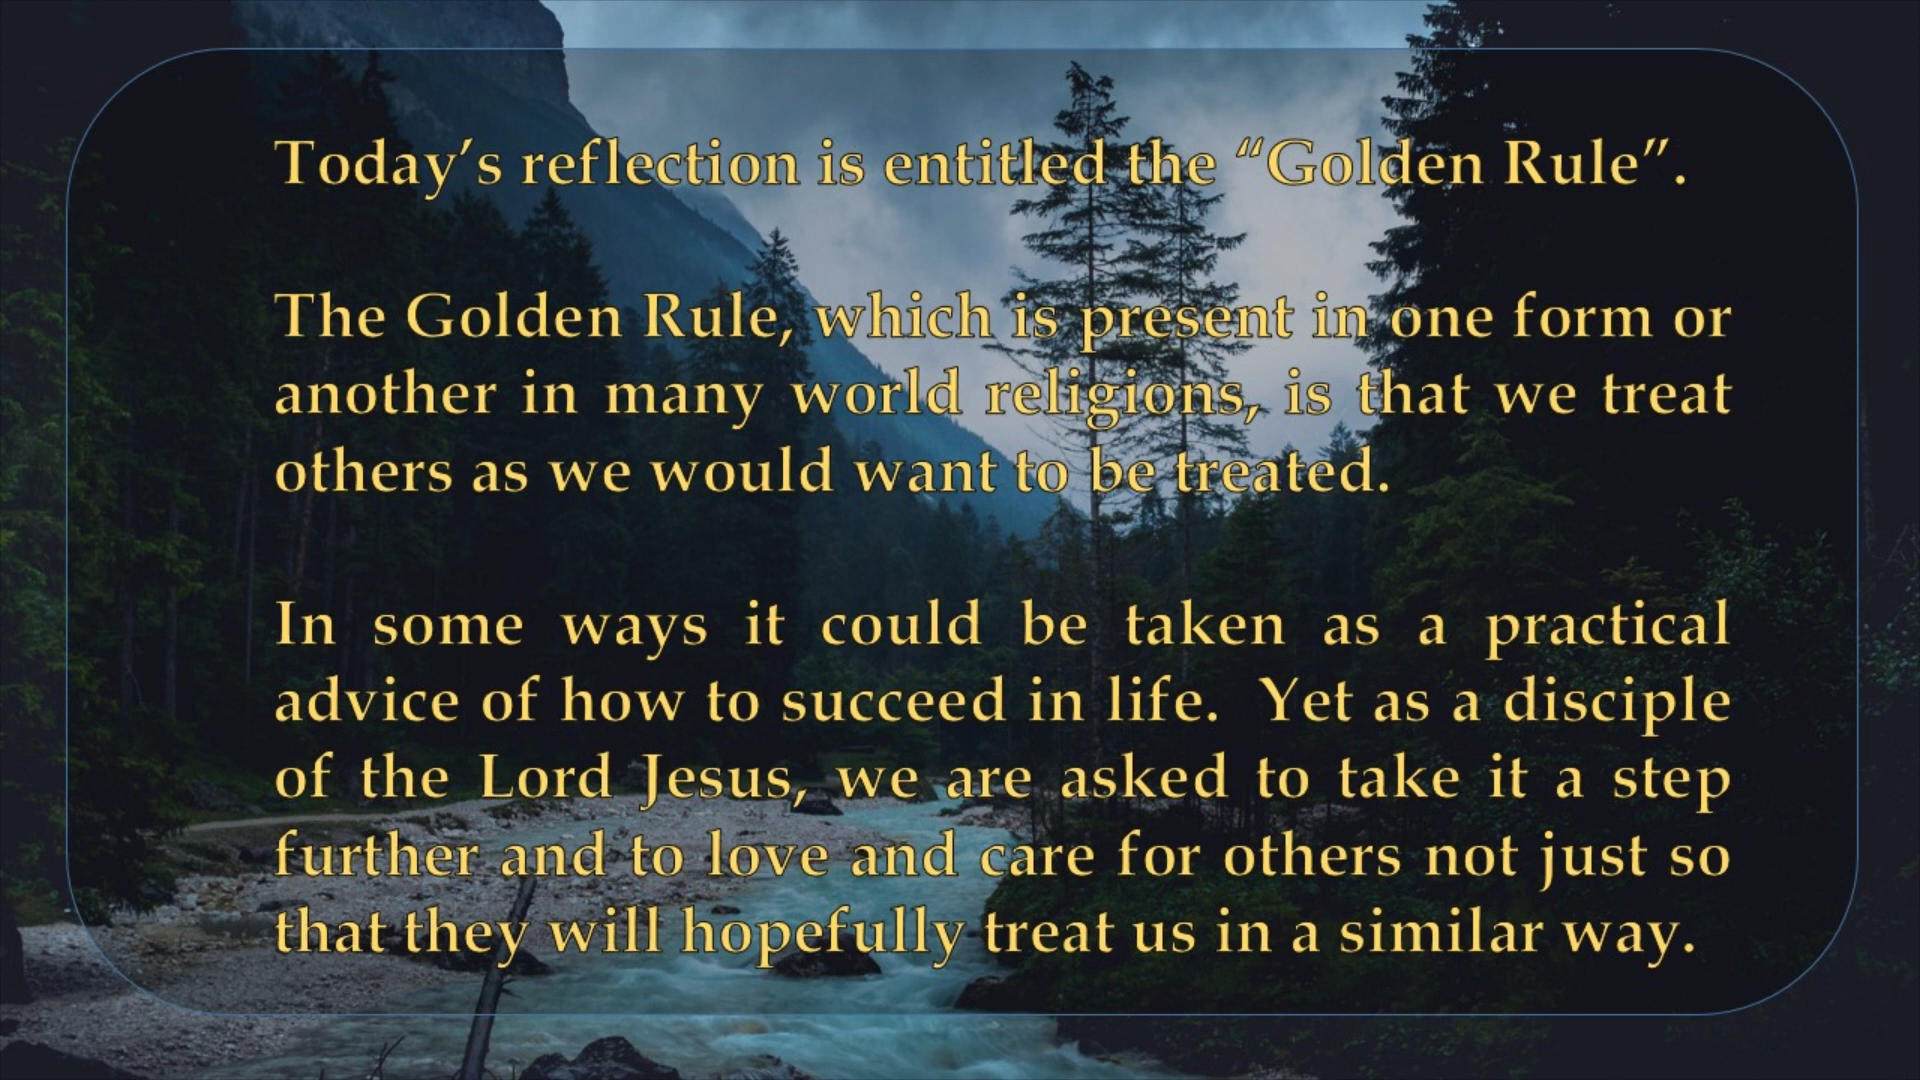 Today’s reflection is entitled the “Golden Rule”.
The Golden Rule, which is present in one form or
another in many world religions, is that we treat
others as we would want to be treated.
In some ways it could be taken as a practical
advice of how to succeed in life.  Yet as a disciple
of the Lord Jesus, we are asked to take it a step
further and to love and care for others not just so
that they will hopefully treat us in a similar way.